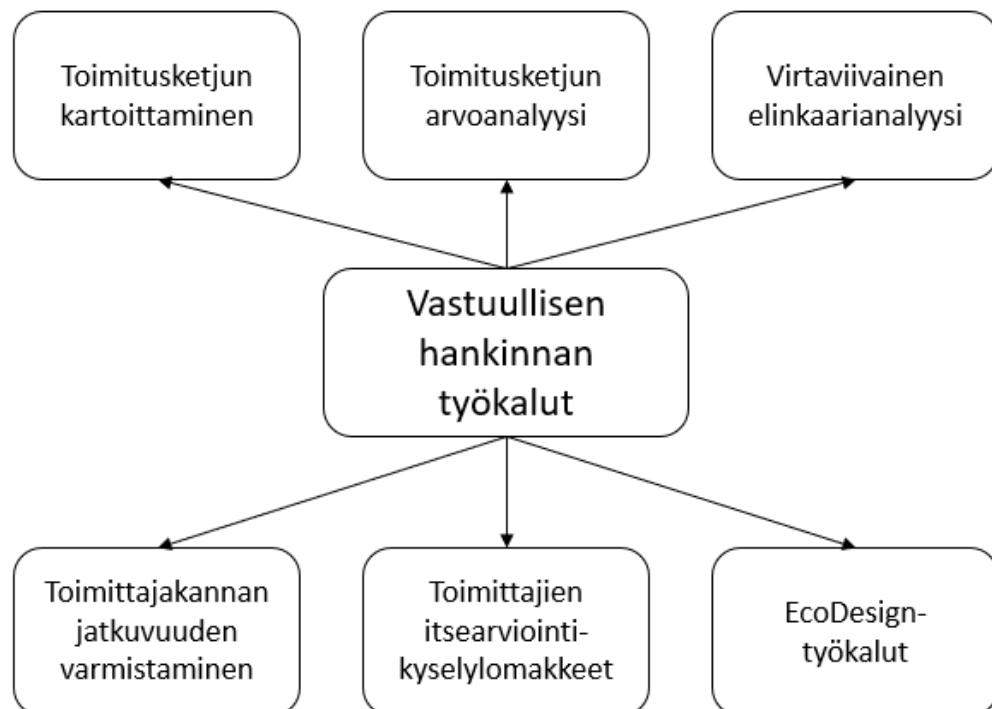 Toimitusketjun
kartoittaminen
Toimitusketjun
arvoanalyysi
Virtaviivainen
elinkaarianalyysi
Vastuullisen
hankinnan
työkalut
Toimittajakannan
jatkuvuuden
varmistaminen
Toimittajien
itsearviointi-
kyselylomakkeet
EcoDesign-
työkalut